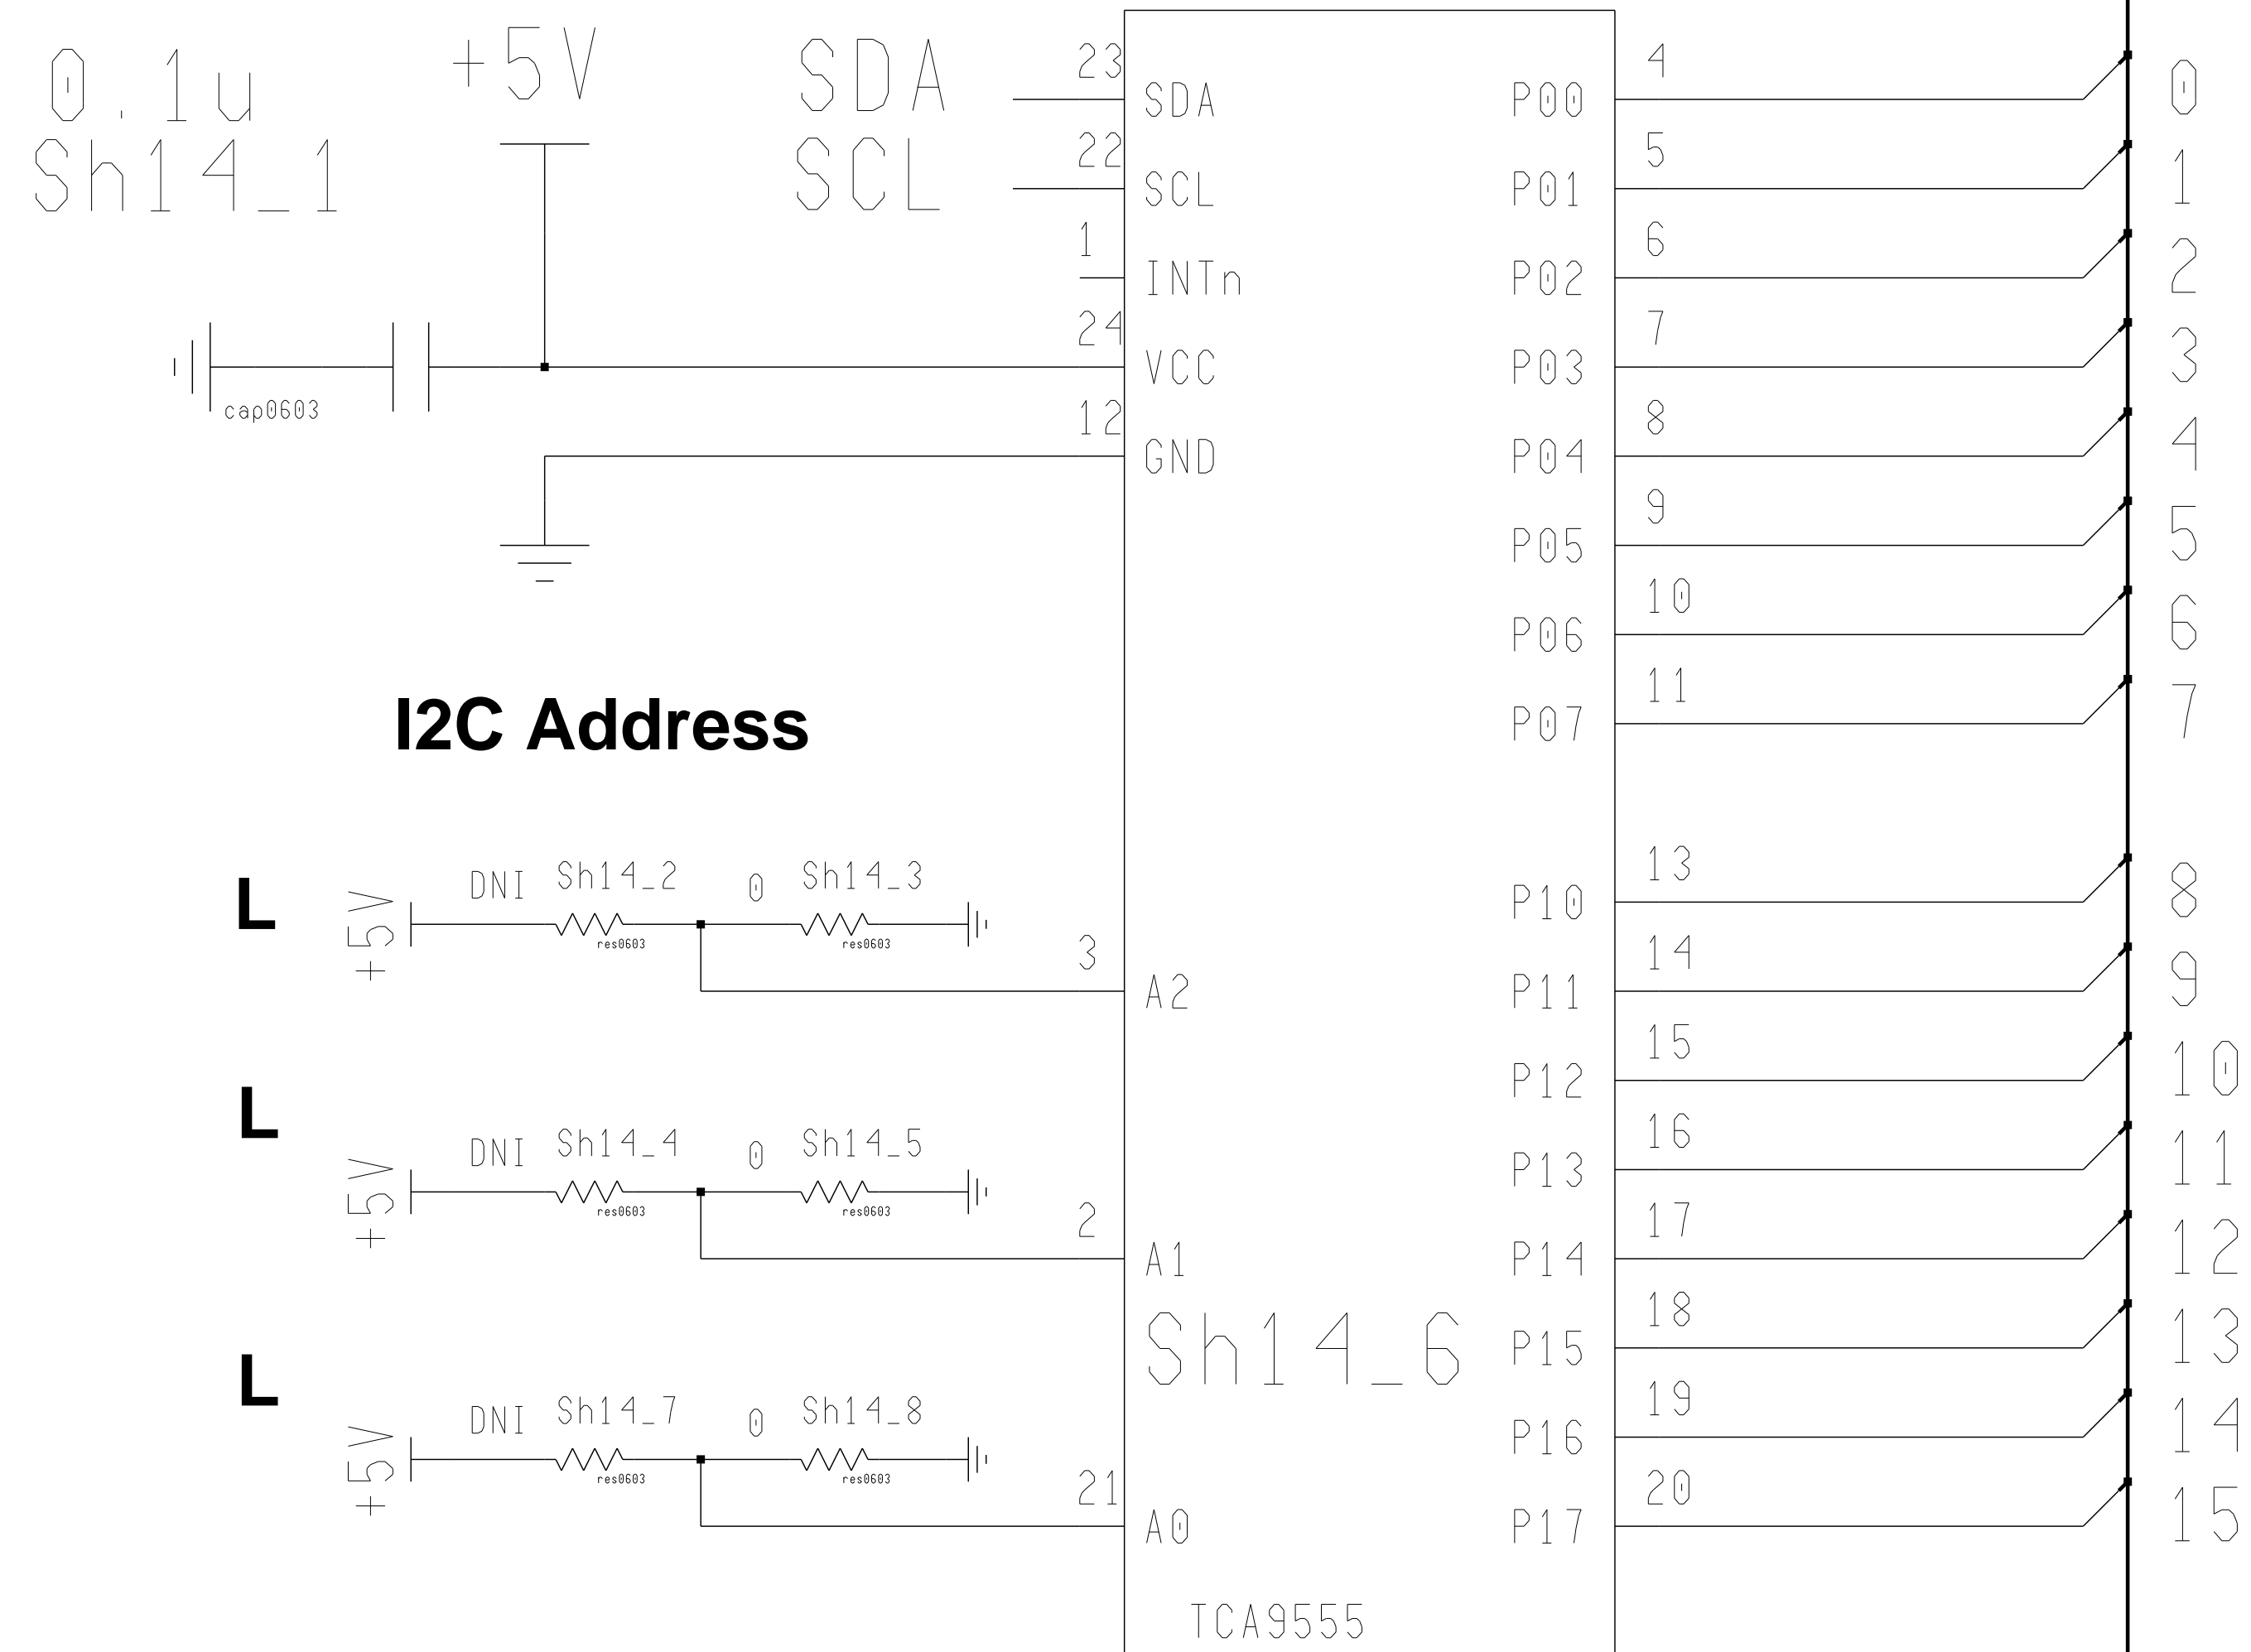 0.1u
Sh14_1
+5V
SDA
SCL
cap0603
23
SDA
22
SCL
1
INTn
24
VCC
12
GND
I2C Address
L
+5V
DNI
Sh14_2
res0603
0
Sh14_3
res0603
3
A2
L
+5V
DNI
Sh14_4
res0603
0
Sh14_5
res0603
2
A1
L
+5V
DNI
Sh14_7
res0603
0
Sh14_8
res0603
21
A0
Sh14_6
TCA9555
P00 4 0
P01 5 1
P02 6 2
P03 7 3
P04 8 4
P05 9 5
P06 10 6
P07 11 7
P10 13 8
P11 14 9
P12 15 10
P13 16 11
P14 17 12
P15 18 13
P16 19 14
P17 20 15